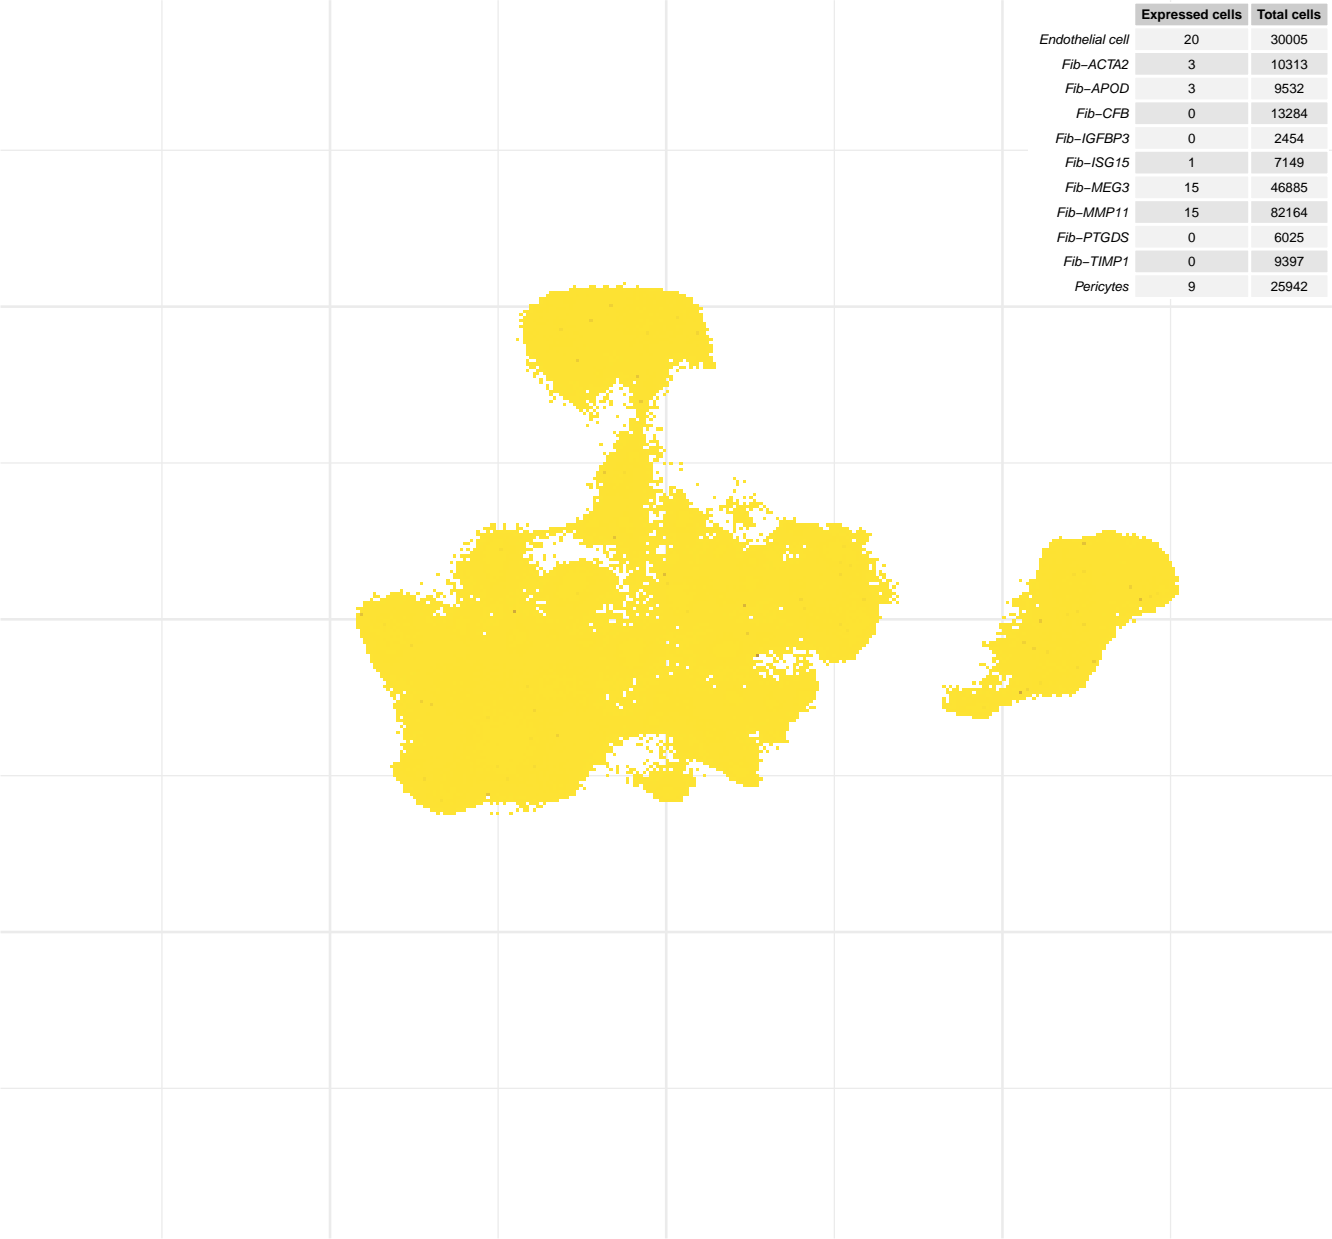 Expressed cells Total cells
Endothelial cell 20 30005
Fib−ACTA2 3 10313
Fib−APOD 3 9532
Fib−CFB 0 13284
Fib−IGFBP3 0 2454
Fib−ISG15 1 7149
Fib−MEG3 15 46885
Fib−MMP11 15 82164
Fib−PTGDS 0 6025
Fib−TIMP1 0 9397
Pericytes 9 25942